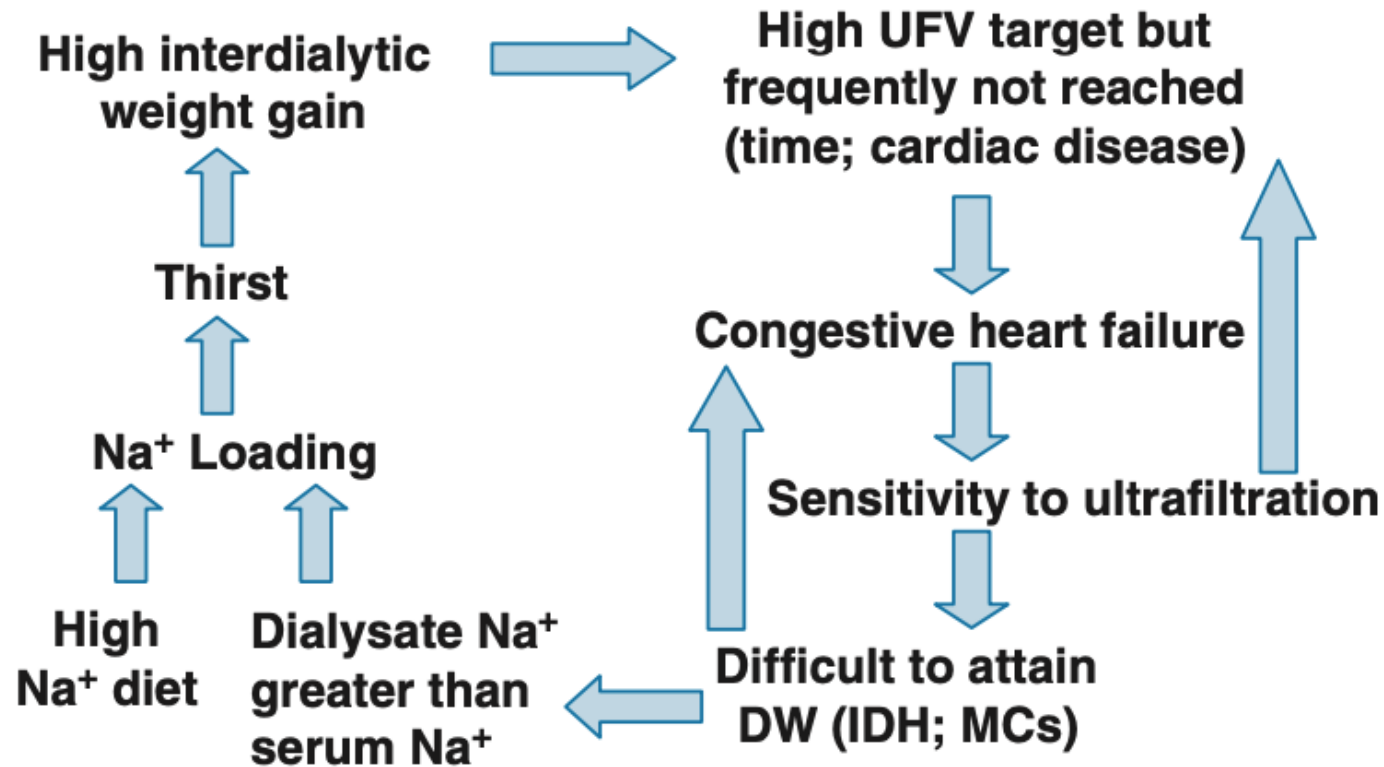 High interdialytic
weight gain
High UFV target but
frequently not reached
(time; cardiac disease)
Thirst
Congestive heart failure
Na⁺ Loading
Sensitivity to ultrafiltration
High
Na⁺ diet
Dialysate Na⁺
greater than
serum Na⁺
Difficult to attain
DW (IDH; MCs)